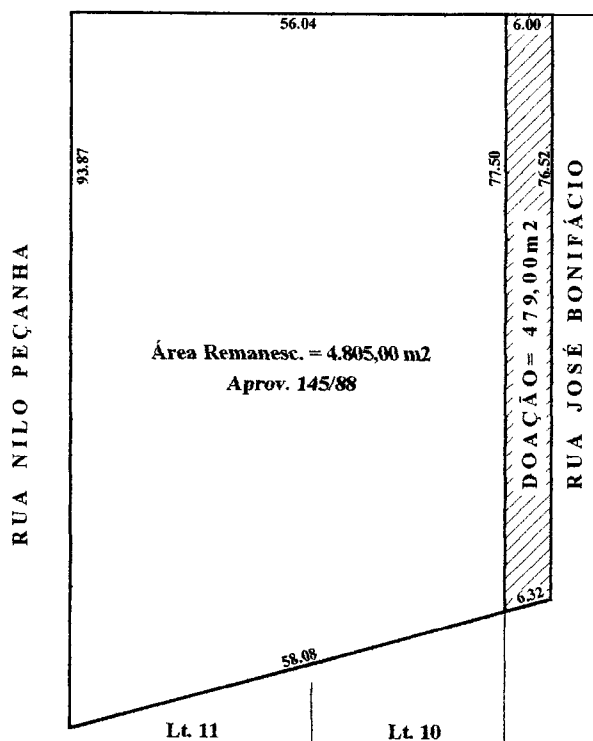 56.04
6.00
93.87
77.50
76.52
RUA NILO PEÇANHA
Área Remanesc. = 4.805,00 m2
Aprov. 145/88
DOAÇÃO= 479,00m2
RUA JOSÉ BONIFÁCIO
6.32
58.08
Lt. 11
Lt. 10